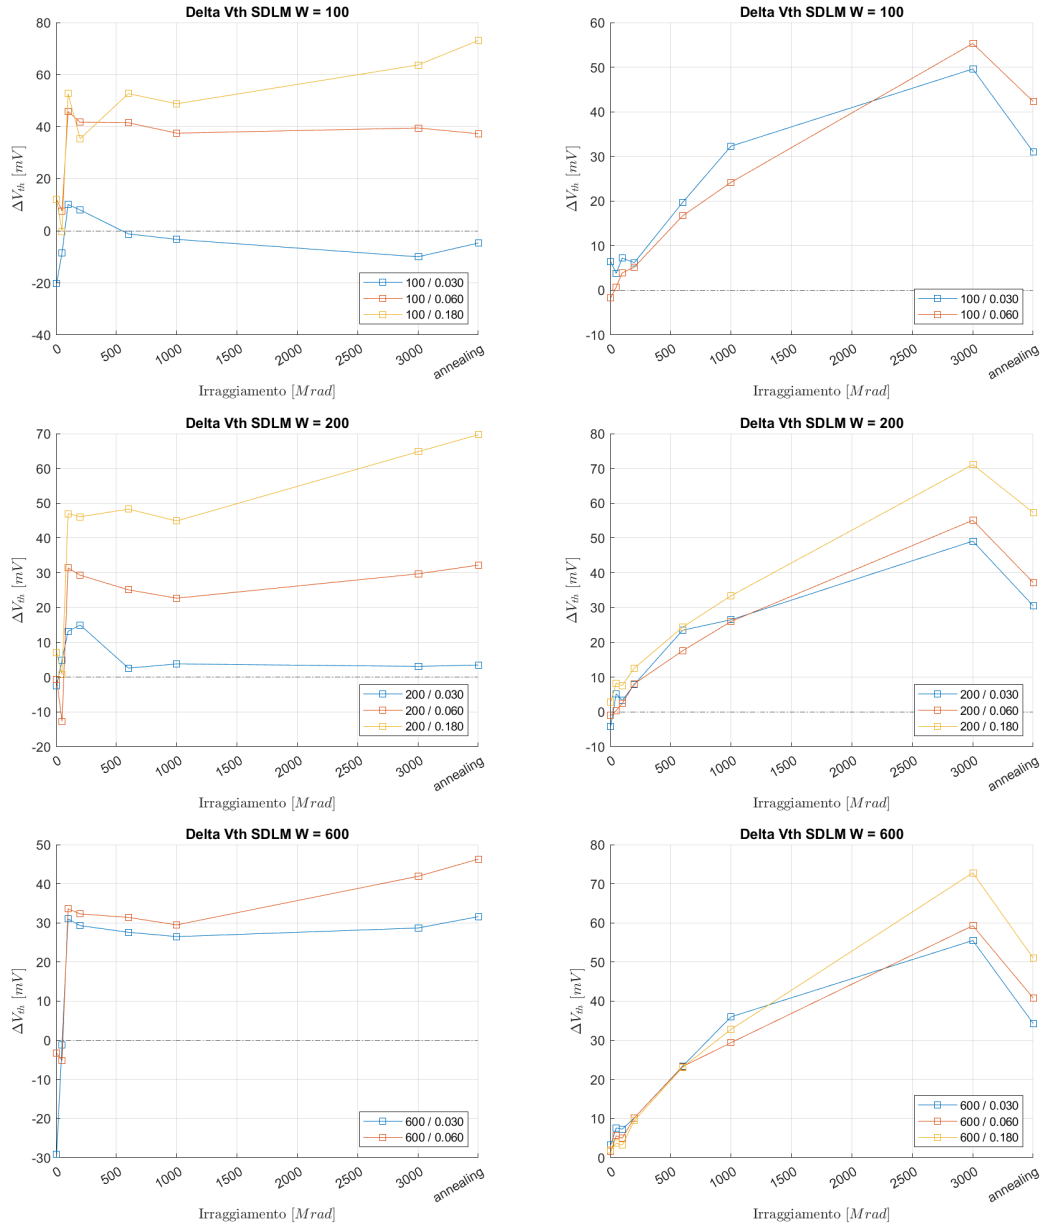 Delta Vth SDLM W = 100
80
60
40
20
0
-20
-40
ΔV_th [mV]
100 / 0.030
100 / 0.060
100 / 0.180
0
500
1000
1500
2000
2500
3000
annealing
Irraggiamento [Mrad]
Delta Vth SDLM W = 100
60
50
40
30
20
10
0
-10
ΔV_th [mV]
100 / 0.030
100 / 0.060
0
500
1000
1500
2000
2500
3000
annealing
Irraggiamento [Mrad]
Delta Vth SDLM W = 200
70
60
50
40
30
20
10
0
-10
-20
ΔV_th [mV]
200 / 0.030
200 / 0.060
200 / 0.180
0
500
1000
1500
2000
2500
3000
annealing
Irraggiamento [Mrad]
Delta Vth SDLM W = 200
80
70
60
50
40
30
20
10
0
-10
ΔV_th [mV]
200 / 0.030
200 / 0.060
200 / 0.180
0
500
1000
1500
2000
2500
3000
annealing
Irraggiamento [Mrad]
Delta Vth SDLM W = 600
50
40
30
20
10
0
-10
-20
-30
ΔV_th [mV]
600 / 0.030
600 / 0.060
0
500
1000
1500
2000
2500
3000
annealing
Irraggiamento [Mrad]
Delta Vth SDLM W = 600
80
70
60
50
40
30
20
10
0
ΔV_th [mV]
600 / 0.030
600 / 0.060
600 / 0.180
0
500
1000
1500
2000
2500
3000
annealing
Irraggiamento [Mrad]